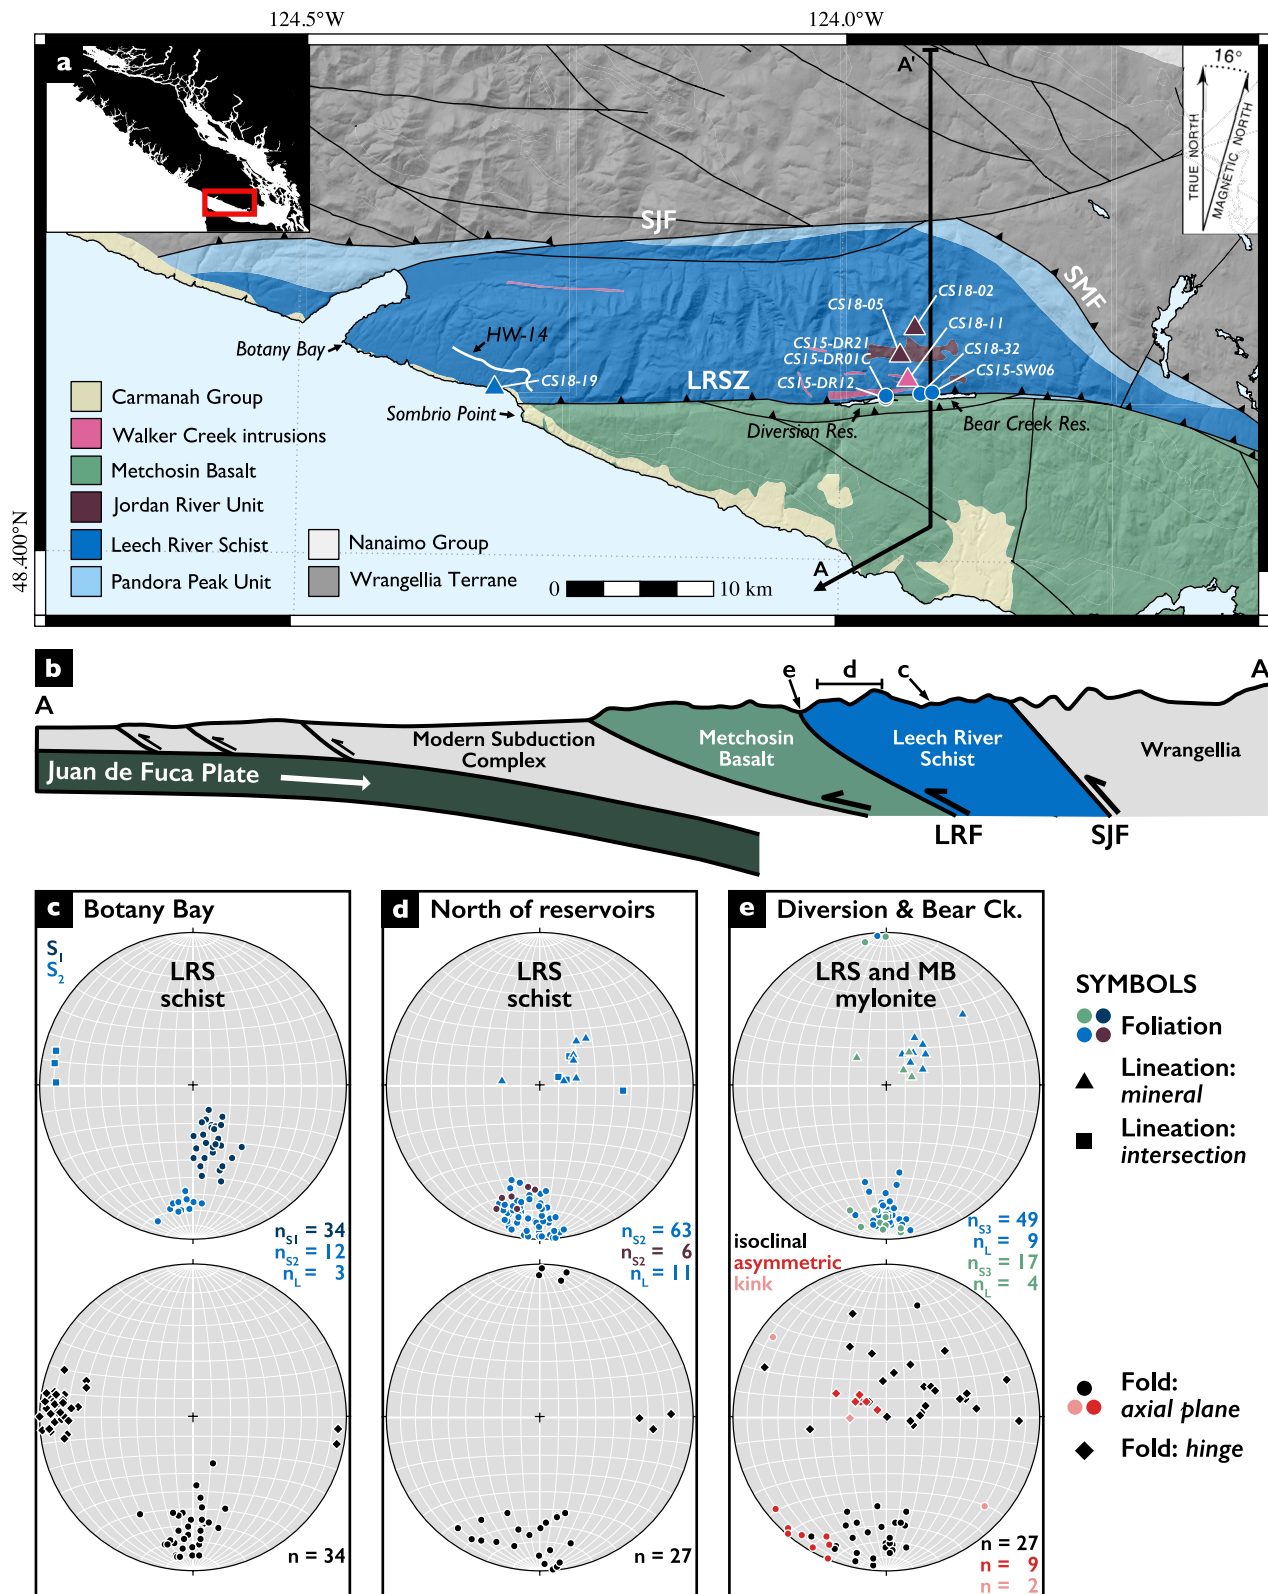 124.5°W
124.0°W
a
A'
16°
TRUE NORTH
MAGNETIC NORTH
SJF
SMF
CS18-02
CS18-05
CS18-11
HW-14
CS15-DR21
CS15-DR01C
CS18-32
Botany Bay
CS18-19
LRSZ
CS15-DR12
CS15-SW06
Sombrio Point
Diversion Res.
Bear Creek Res.
Carmanah Group
Walker Creek intrusions
Metchosin Basalt
Jordan River Unit
Leech River Schist
Pandora Peak Unit
Nanaimo Group
Wrangellia Terrane
0
10 km
A
48.400°N
b
A
e
d
c
A
Modern Subduction
Complex
Metchosin
Basalt
Leech River
Schist
Wrangellia
Juan de Fuca Plate
LRF
SJF
c Botany Bay
S1
S2
LRS
schist
nS1 = 34
nS2 = 12
nL = 3
n = 34
d North of reservoirs
LRS
schist
nS2 = 63
nS2 = 6
nL = 11
n = 27
e Diversion & Bear Ck.
LRS and MB
mylonite
nS3 = 49
nL = 9
nS3 = 17
nL = 4
isoclinal
asymmetric
kink
n = 27
n = 9
n = 2
SYMBOLS
Foliation
Lineation:
mineral
Lineation:
intersection
Fold:
axial plane
Fold: hinge